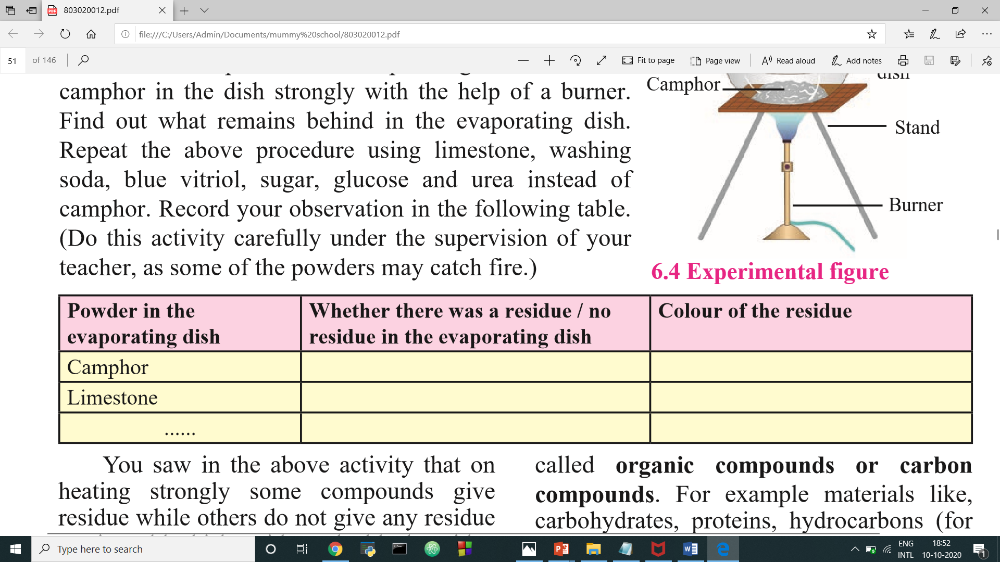 803020012.pdf
file:///C:/Users/Admin/Documents/mummy%20school/803020012.pdf
51 of 146
Fit to page
Page view
Read aloud
Add notes
camphor in the dish strongly with the help of a burner.
Find out what remains behind in the evaporating dish.
Repeat the above procedure using limestone, washing
soda, blue vitriol, sugar, glucose and urea instead of
camphor. Record your observation in the following table.
(Do this activity carefully under the supervision of your
teacher, as some of the powders may catch fire.)
dish
Camphor
Stand
Burner
6.4 Experimental figure
Powder in the
evaporating dish
Whether there was a residue / no
residue in the evaporating dish
Colour of the residue
Camphor
Limestone
......
You saw in the above activity that on
heating strongly some compounds give
residue while others do not give any residue
called organic compounds or carbon
compounds. For example materials like,
carbohydrates, proteins, hydrocarbons (for
Type here to search
ENG
INTL
18:52
10-10-2020
1